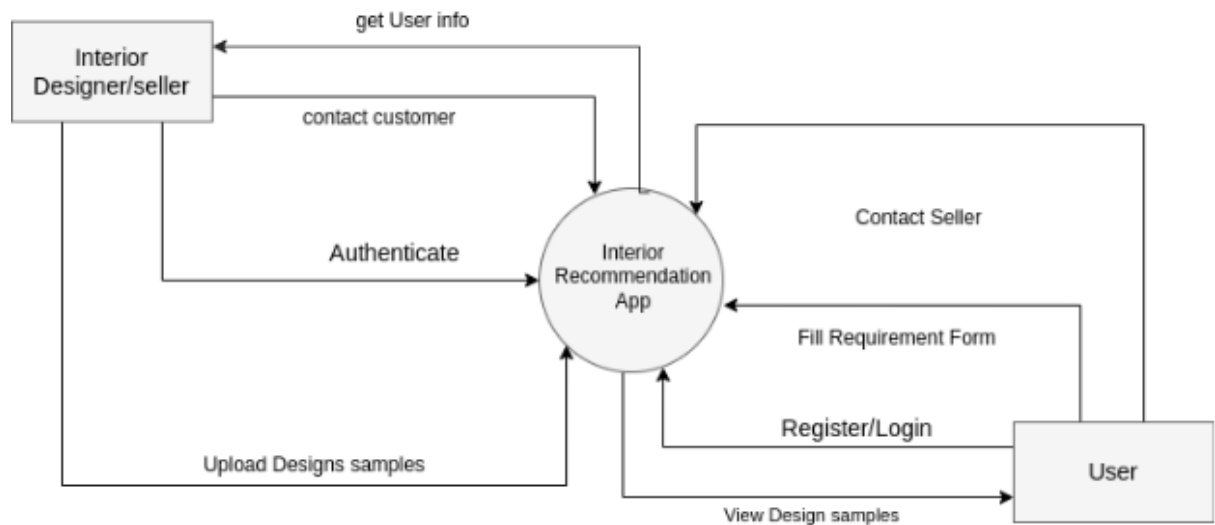 get User info
Interior
Designer/seller
contact customer
Contact Seller
Authenticate
Interior
Recommendation
App
Fill Requirement Form
Register/Login
Upload Designs samples
User
View Design samples